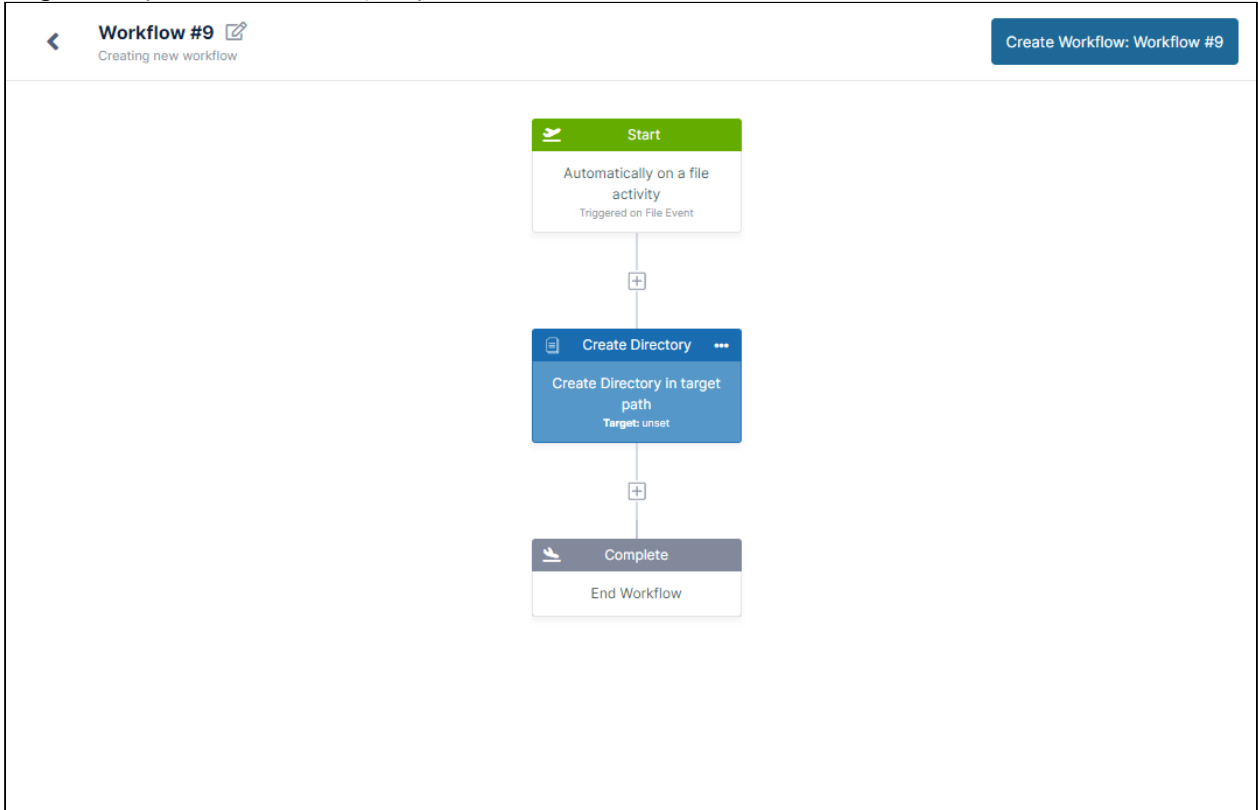 Workflow #9
Creating new workflow
Create Workflow: Workflow #9
Start
Automatically on a file
activity
Triggered on File Event
Create Directory
Create Directory in target
path
Target: unset
Complete
End Workflow